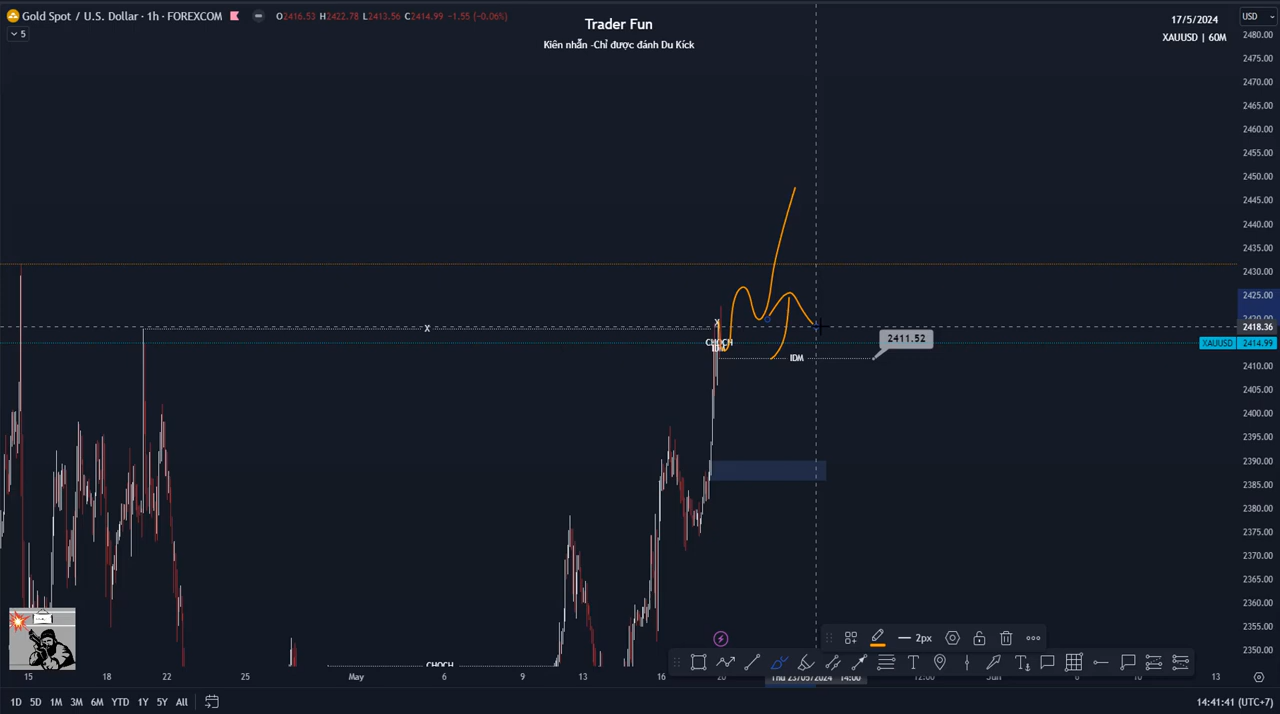 Gold Spot / U.S. Dollar · 1h · FOREXCOM O2416.53 H2422.78 L2413.56 C2414.99 −1.55 (−0.06%)
5
Trader Fun
Kiên nhẫn -Chỉ được đánh Du Kích
17/5/2024
XAUUSD | 60M
USD
2480.00
2475.00
2470.00
2465.00
2460.00
2455.00
2450.00
2445.00
2440.00
2435.00
2430.00
2425.00
2418.36
XAUUSD 2414.99
2410.00
2405.00
2400.00
2395.00
2390.00
2385.00
2380.00
2375.00
2370.00
2365.00
2360.00
2355.00
2350.00
X
X
CHOCH
IDM
2411.52
IDM
CHOCH
2px
T
15 18 22 25 May 6 9 13 16 20 Thu 23/05/2024 14:00 12:00 Jun 6 10 13
1D 5D 1M 3M 6M YTD 1Y 5Y All
14:41:41 (UTC+7)